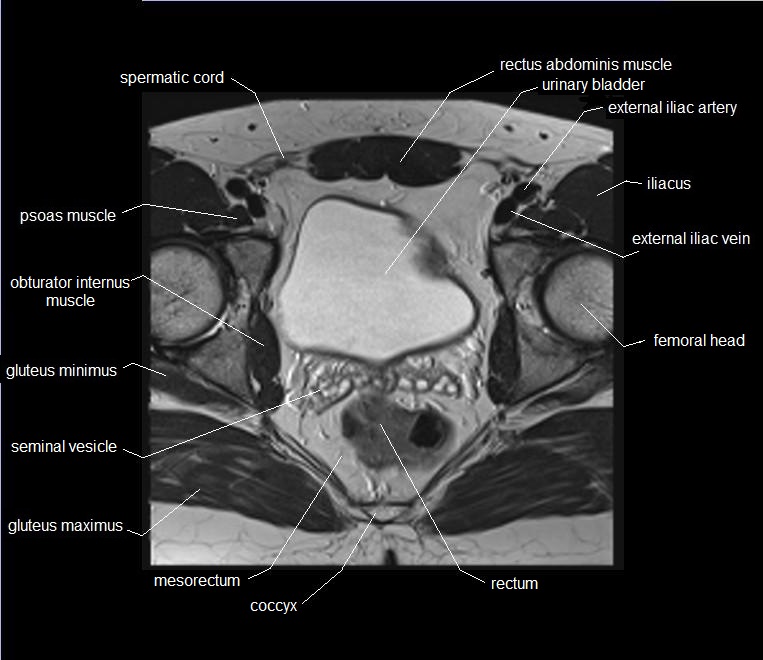 rectus abdominis muscle
spermatic cord
urinary bladder
external iliac artery
iliacus
psoas muscle
external iliac vein
obturator internus
muscle
femoral head
gluteus minimus
seminal vesicle
gluteus maximus
mesorectum
rectum
coccyx